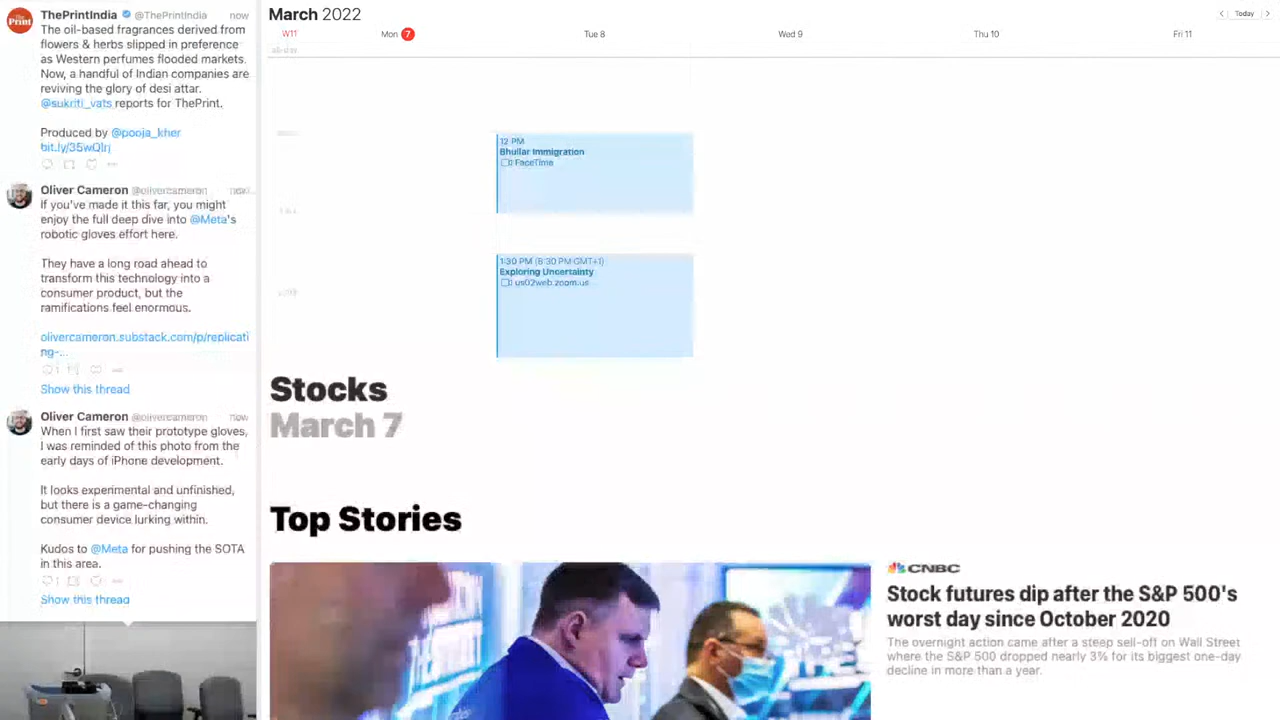 ThePrintIndia @ThePrintIndia now
The oil-based fragrances derived from
flowers & herbs slipped in preference
as Western perfumes flooded markets.
Now, a handful of Indian companies are
reviving the glory of desi attar.
@sukriti_vats reports for ThePrint.
Produced by @pooja_kher
bit.ly/35wQlrj
Oliver Cameron @olivercameron
If you've made it this far, you might
enjoy the full deep dive into @Meta's
robotic gloves effort here.
They have a long road ahead to
transform this technology into a
consumer product, but the
ramifications feel enormous.
olivercameron.substack.com/p/replicati
ng-...
1
Show this thread
Oliver Cameron @olivercameron now
When I first saw their prototype gloves,
I was reminded of this photo from the
early days of iPhone development.
It looks experimental and unfinished,
but there is a game-changing
consumer device lurking within.
Kudos to @Meta for pushing the SOTA
in this area.
1
Show this thread
March 2022
Today
W11 Mon 7 Tue 8 Wed 9 Thu 10 Fri 11
all-day
12 PM
Bhullar Immigration
FaceTime
1:30 PM (8:30 PM GMT+1)
Exploring Uncertainty
us02web.zoom.us
Stocks
March 7
Top Stories
CNBC
Stock futures dip after the S&P 500's
worst day since October 2020
The overnight action came after a steep sell-off on Wall Street
where the S&P 500 dropped nearly 3% for its biggest one-day
decline in more than a year.